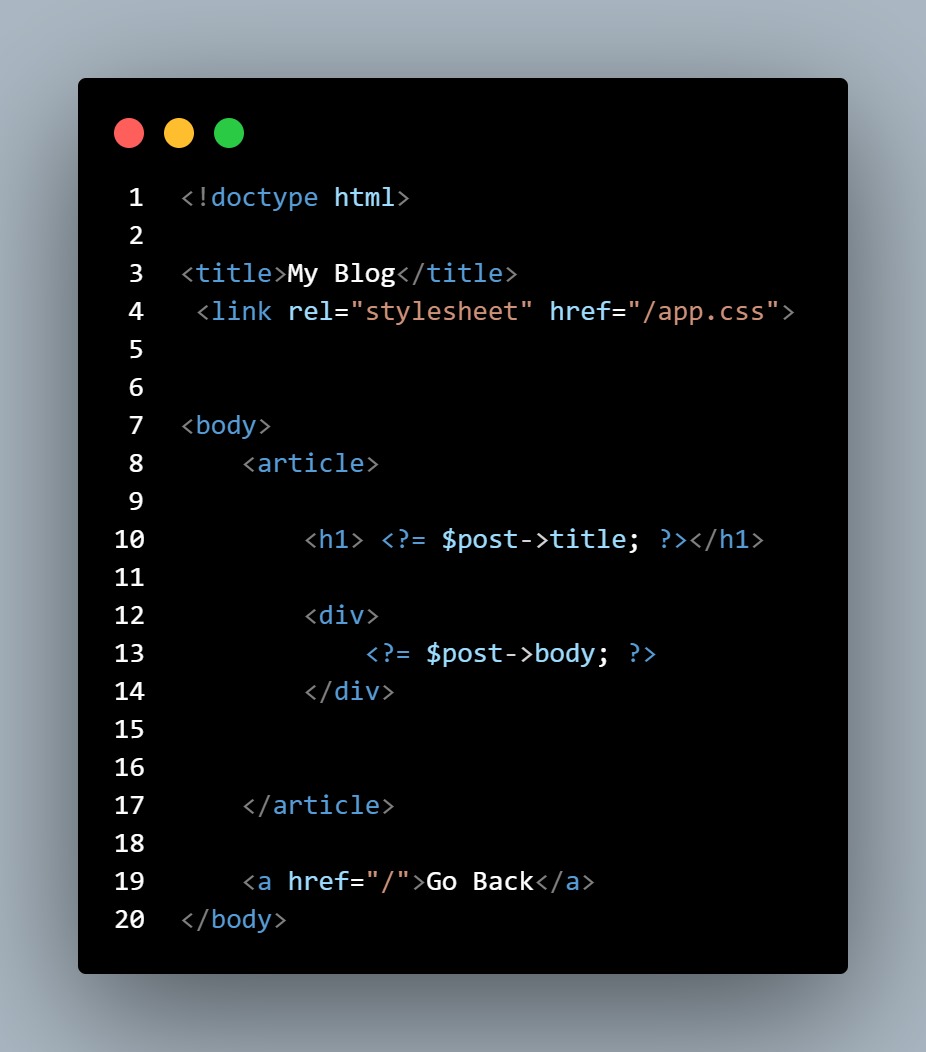 1 <!doctype html>
2
3 <title>My Blog</title>
4 <link rel="stylesheet" href="/app.css">
5
6
7 <body>
8 <article>
9
10 <h1> <?= $post->title; ?></h1>
11
12 <div>
13 <?= $post->body; ?>
14 </div>
15
16
17 </article>
18
19 <a href="/">Go Back</a>
20 </body>